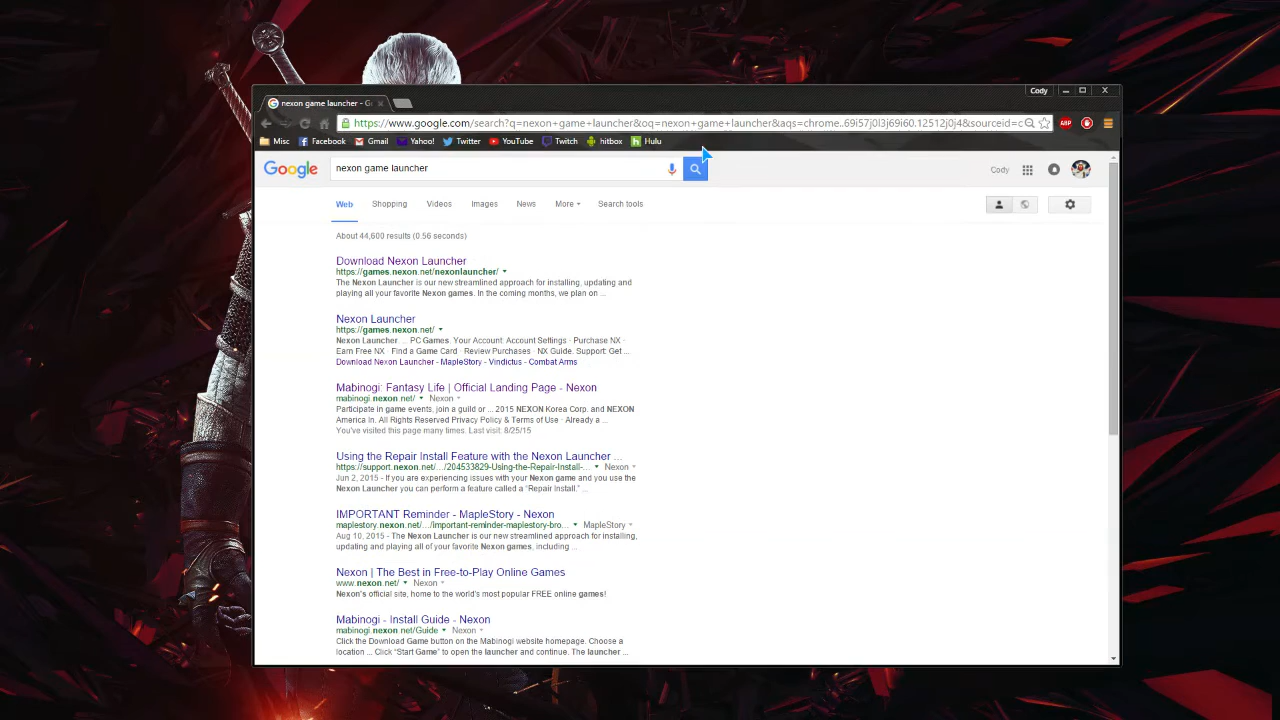 Cody
nexon game launcher - G
https://www.google.com/search?q=nexon+game+launcher&oq=nexon+game+launcher&aqs=chrome..69i57j0l3j69i60.12512j0j4&sourceid=c
ABP
Misc Facebook Gmail Yahoo! Twitter YouTube Twitch hitbox Hulu
Google nexon game launcher Cody
Web Shopping Videos Images News More Search tools
About 44,600 results (0.56 seconds)
Download Nexon Launcher
https://games.nexon.net/nexonlauncher/
The Nexon Launcher is our new streamlined approach for installing, updating and
playing all your favorite Nexon games. In the coming months, we plan on ...
Nexon Launcher
https://games.nexon.net/
Nexon Launcher ... PC Games. Your Account: Account Settings · Purchase NX ·
Earn Free NX · Find a Game Card · Review Purchases · NX Guide. Support: Get ...
Download Nexon Launcher - MapleStory - Vindictus - Combat Arms
Mabinogi: Fantasy Life | Official Landing Page - Nexon
mabinogi.nexon.net/ Nexon
Participate in game events, join a guild or ... 2015 NEXON Korea Corp. and NEXON
America In. All Rights Reserved Privacy Policy & Terms of Use · Already a ...
You've visited this page many times. Last visit: 8/25/15
Using the Repair Install Feature with the Nexon Launcher ...
https://support.nexon.net/.../204533829-Using-the-Repair-Install-... Nexon
Jun 2, 2015 - If you are experiencing issues with your Nexon game and you use the
Nexon Launcher you can perform a feature called a “Repair Install.” ...
IMPORTANT Reminder - MapleStory - Nexon
maplestory.nexon.net/.../important-reminder-maplestory-bro... MapleStory
Aug 10, 2015 - The Nexon Launcher is our new streamlined approach for installing,
updating and playing all of your favorite Nexon games, including ...
Nexon | The Best in Free-to-Play Online Games
www.nexon.net/ Nexon
Nexon's official site, home to the world's most popular FREE online games!
Mabinogi - Install Guide - Nexon
mabinogi.nexon.net/Guide Nexon
Click the Download Game button on the Mabinogi website homepage. Choose a
location ... Click “Start Game” to open the launcher and continue. The launcher ...